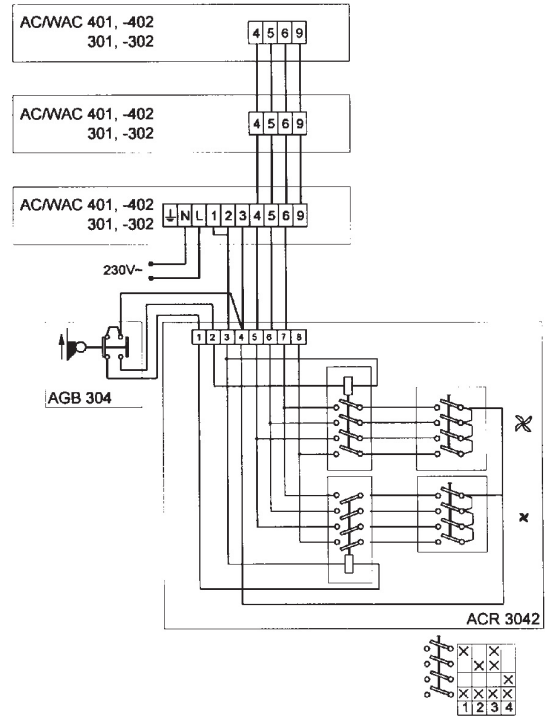 AC/WAC 401, -402
301, -302
4 5 6 9
AC/WAC 401, -402
301, -302
4 5 6 9
AC/WAC 401, -402
301, -302
N L 1 2 3 4 5 6 9
230V~
1 2 3 4 5 6 7 8
AGB 304
ACR 3042
1 2 3 4